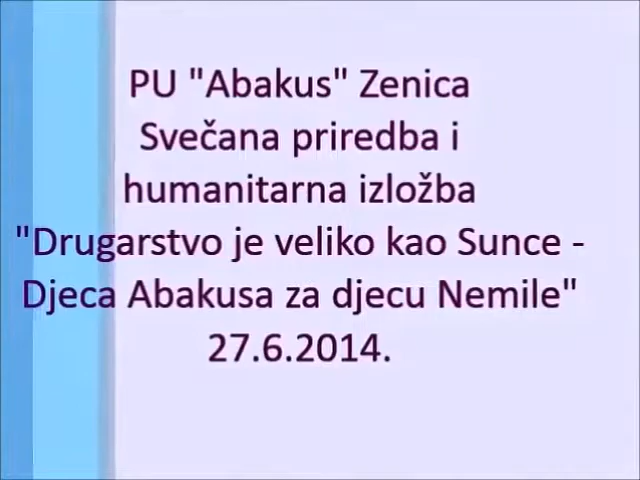 PU "Abakus" Zenica
Svečana priredba i
humanitarna izložba
"Drugarstvo je veliko kao Sunce -
Djeca Abakusa za djecu Nemile"
27.6.2014.